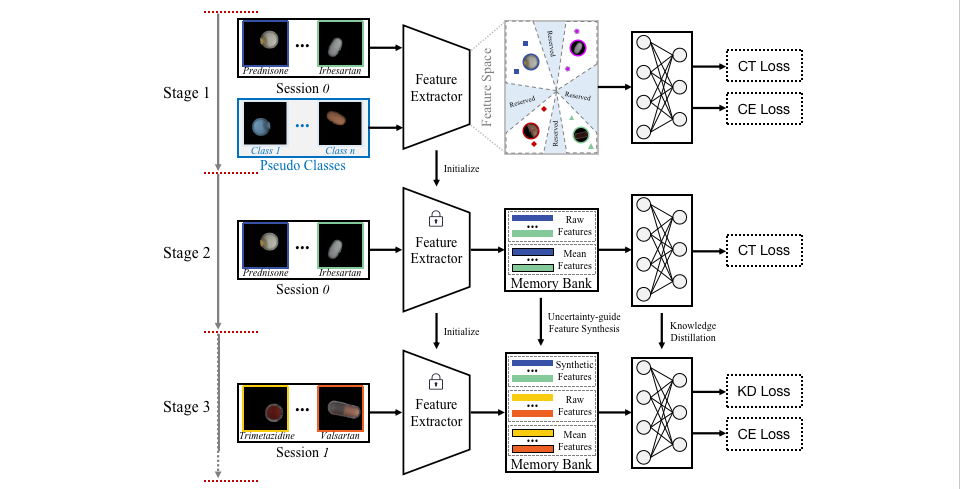 Stage 1
Prednisone
...
Irbesartan
Session 0
Class 1
...
Class n
Pseudo Classes
Feature
Extractor
Feature Space
Reserved
Reserved
Reserved
Reserved
CT Loss
CE Loss
Initialize
Stage 2
Prednisone
...
Irbesartan
Session 0
Feature
Extractor
Raw
...
Features
Mean
...
Features
Memory Bank
CT Loss
Initialize
Uncertainty-guide
Feature Synthesis
Knowledge
Distillation
Stage 3
Trimetazidine
...
Valsartan
Session 1
Feature
Extractor
Synthetic
...
Features
Raw
...
Features
Mean
...
Features
Memory Bank
KD Loss
CE Loss